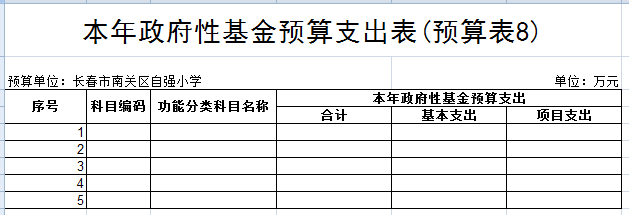 本年政府性基金预算支出表(预算表8)
预算单位：长春市南关区自强小学 单位：万元
序号 科目编码 功能分类科目名称 本年政府性基金预算支出
合计 基本支出 项目支出
1
2
3
4
5